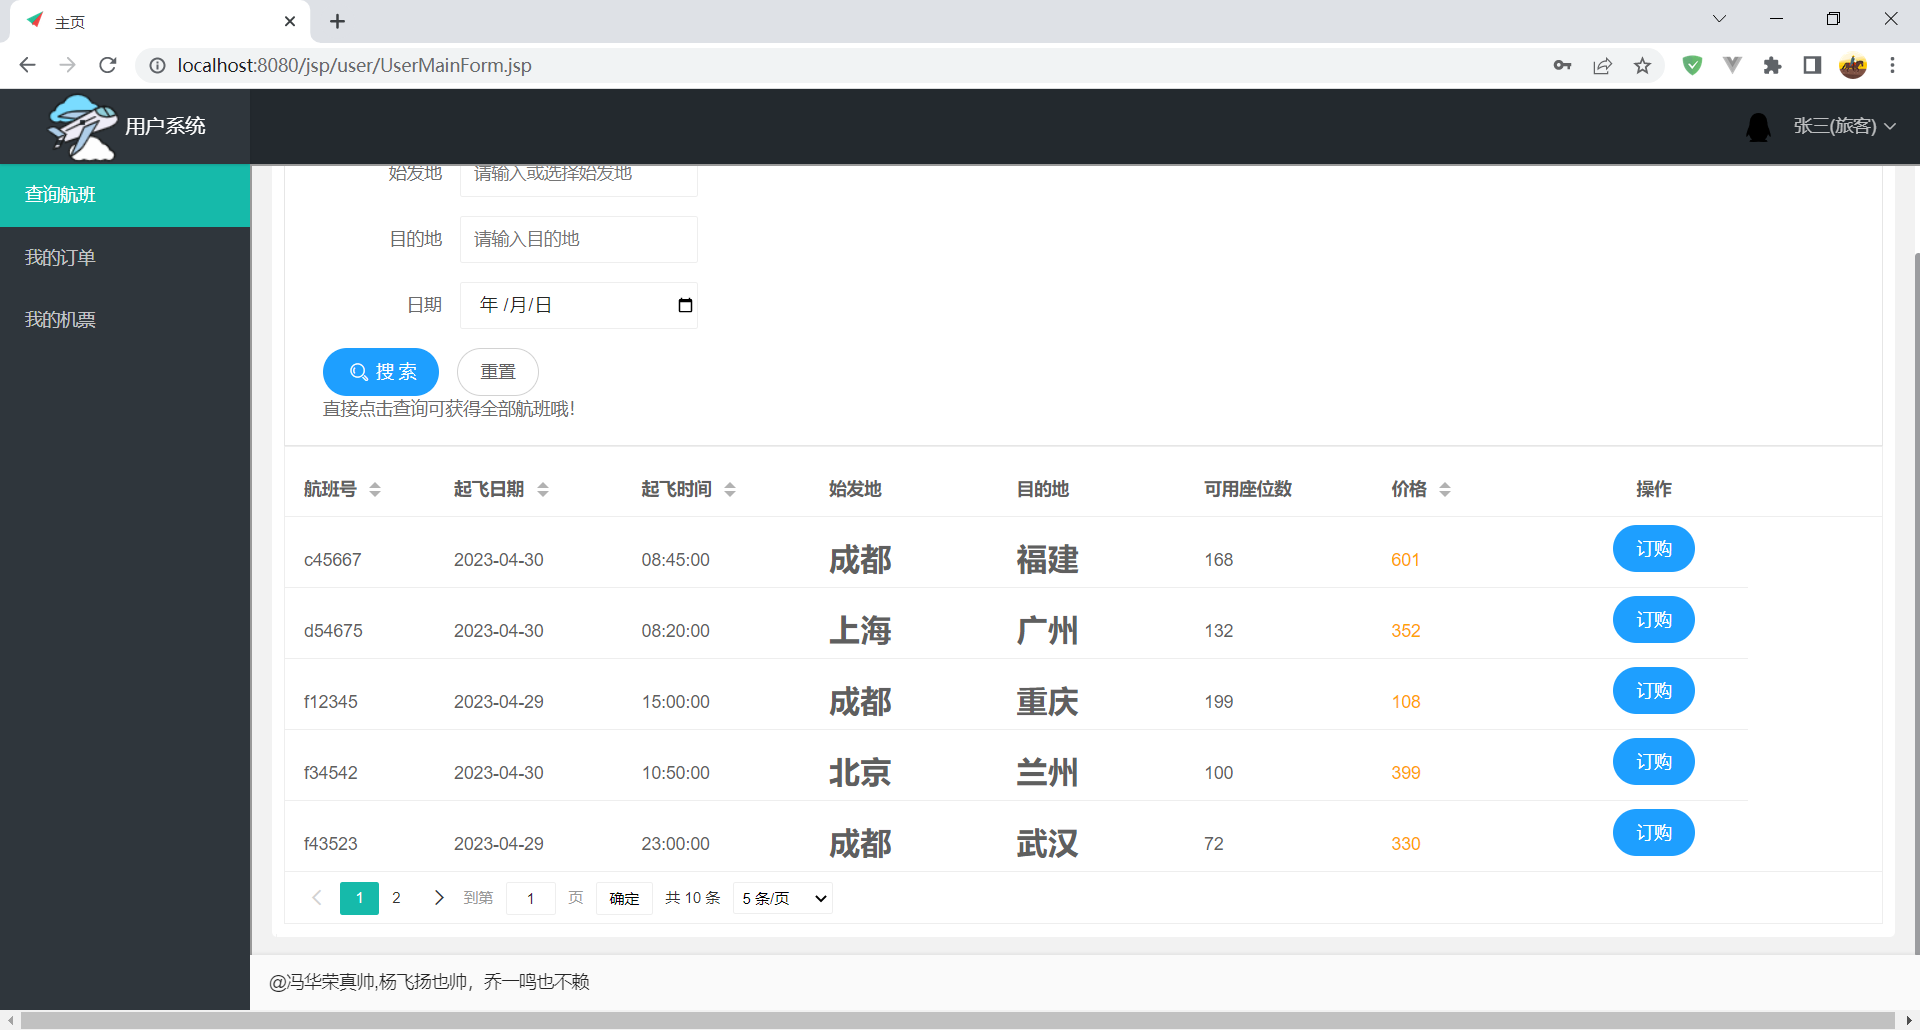 主页
localhost:8080/jsp/user/UserMainForm.jsp
用户系统
张三(旅客)
查询航班
我的订单
我的机票
始发地 请输入或选择始发地
目的地 请输入目的地
日期 年 /月/日
搜 索 重置
直接点击查询可获得全部航班哦!
航班号 起飞日期 起飞时间 始发地 目的地 可用座位数 价格 操作
c45667 2023-04-30 08:45:00 成都 福建 168 601 订购
d54675 2023-04-30 08:20:00 上海 广州 132 352 订购
f12345 2023-04-29 15:00:00 成都 重庆 199 108 订购
f34542 2023-04-30 10:50:00 北京 兰州 100 399 订购
f43523 2023-04-29 23:00:00 成都 武汉 72 330 订购
1 2 到第 1 页 确定 共 10 条 5 条/页
@冯华荣真帅,杨飞扬也帅，乔一鸣也不赖